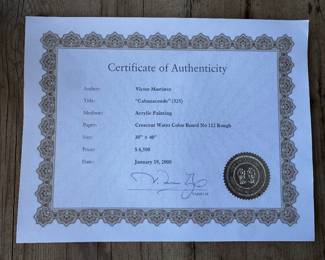 Certificate of Authenticity
Author: Victor Martinez
Title: "Cabanaconde" (325)
Medium: Acrylic Painting
Paper: Crescent Water Color Board No 112 Rough
Size: 30" x 40"
Price: $ 6,500
Date: January 19, 2000